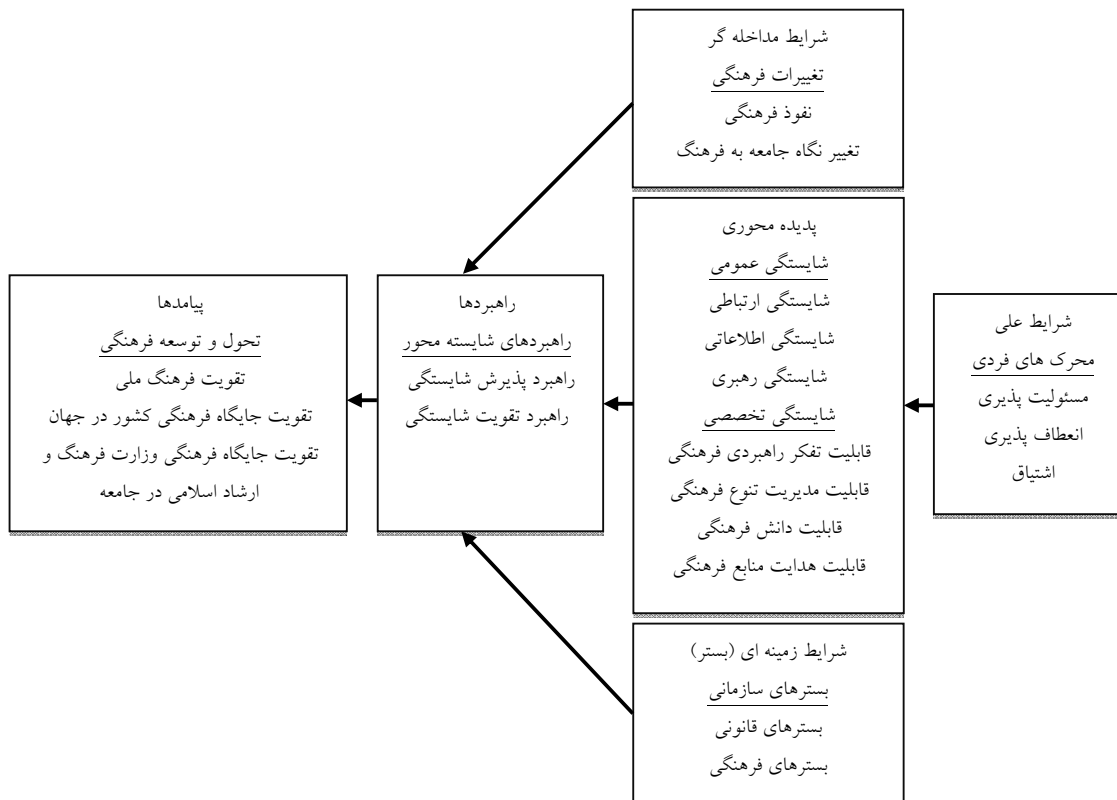 شرایط مداخله گر
تغییرات فرهنگی
نفوذ فرهنگی
تغییر نگاه جامعه به فرهنگ
شرایط علی
محرک های فردی
مسئولیت پذیری
انعطاف پذیری
اشتیاق
پدیده محوری
شایستگی عمومی
شایستگی ارتباطی
شایستگی اطلاعاتی
شایستگی رهبری
شایستگی تخصصی
قابلیت تفکر راهبردی فرهنگی
قابلیت مدیریت تنوع فرهنگی
قابلیت دانش فرهنگی
قابلیت هدایت منابع فرهنگی
راهبردها
راهبردهای شایسته محور
راهبرد پذیرش شایستگی
راهبرد تقویت شایستگی
پیامدها
تحول و توسعه فرهنگی
تقویت فرهنگ ملی
تقویت جایگاه فرهنگی کشور در جهان
تقویت جایگاه فرهنگی وزارت فرهنگ و
ارشاد اسلامی در جامعه
شرایط زمینه ای (بستر)
بسترهای سازمانی
بسترهای قانونی
بسترهای فرهنگی